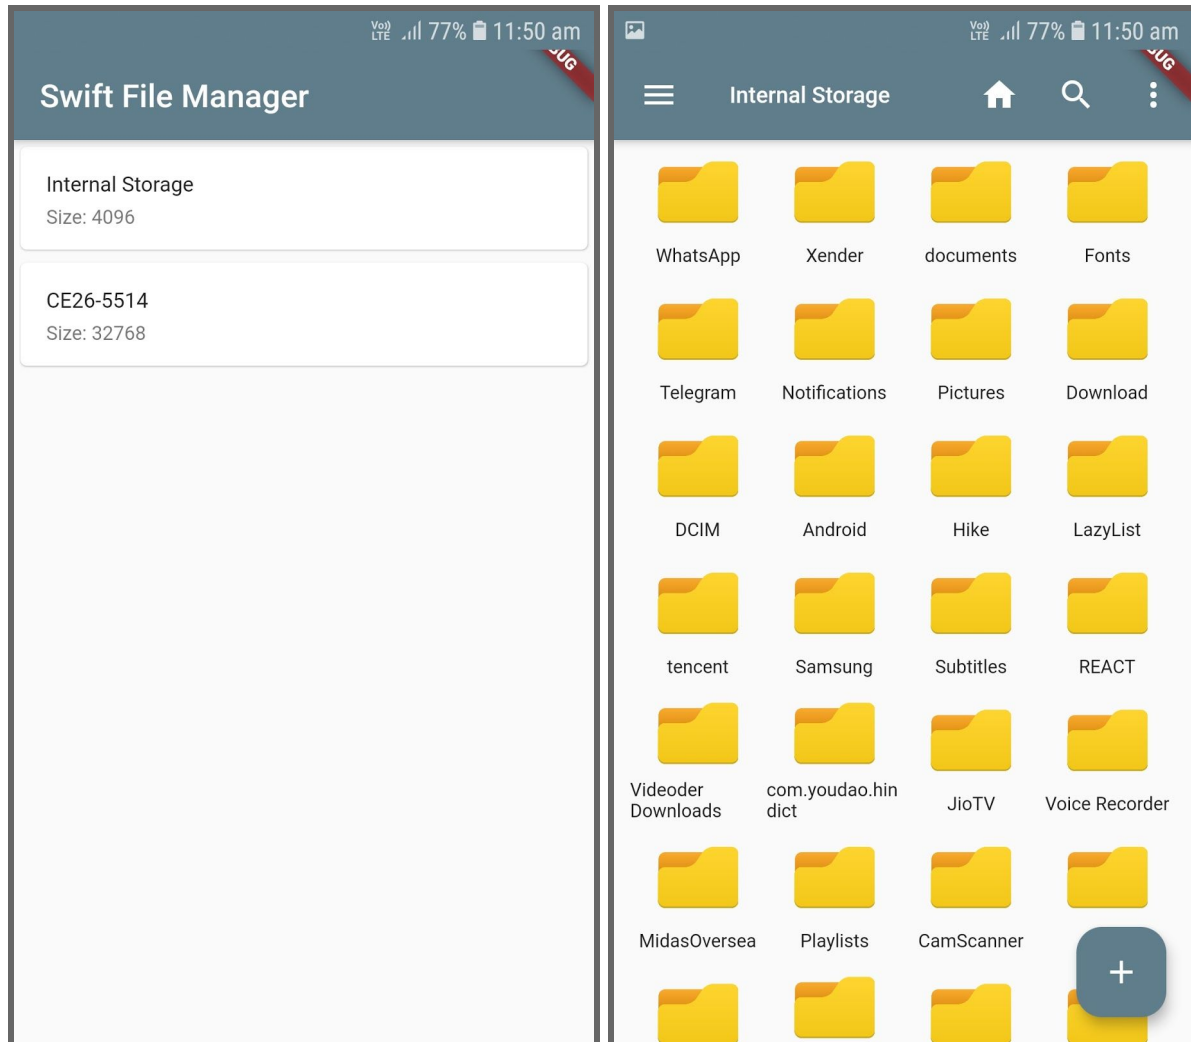 Vo))
LTE 77% 11:50 am
Swift File Manager
Internal Storage
Size: 4096
CE26-5514
Size: 32768
Vo))
LTE 77% 11:50 am
Internal Storage
WhatsApp Xender documents Fonts
Telegram Notifications Pictures Download
DCIM Android Hike LazyList
tencent Samsung Subtitles REACT
Videoder Downloads com.youdao.hindict JioTV Voice Recorder
MidasOversea Playlists CamScanner
+